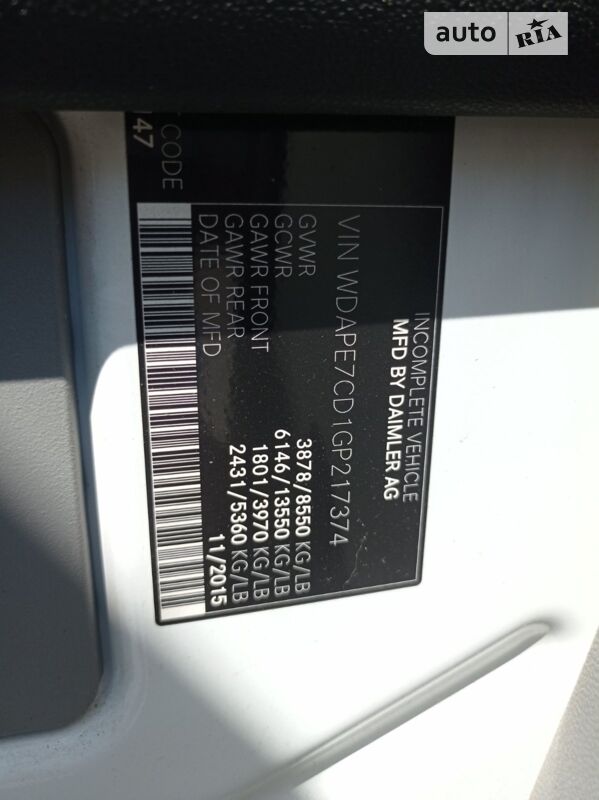 auto RIA
CODE
147
INCOMPLETE VEHICLE
MFD BY DAIMLER AG
VIN WDAPE7CD1GP217374
GVWR 3878/8550 KG/LB
GCWR 6146/13550 KG/LB
GAWR FRONT 1801/3970 KG/LB
GAWR REAR 2431/5360 KG/LB
DATE OF MFD 11/2015